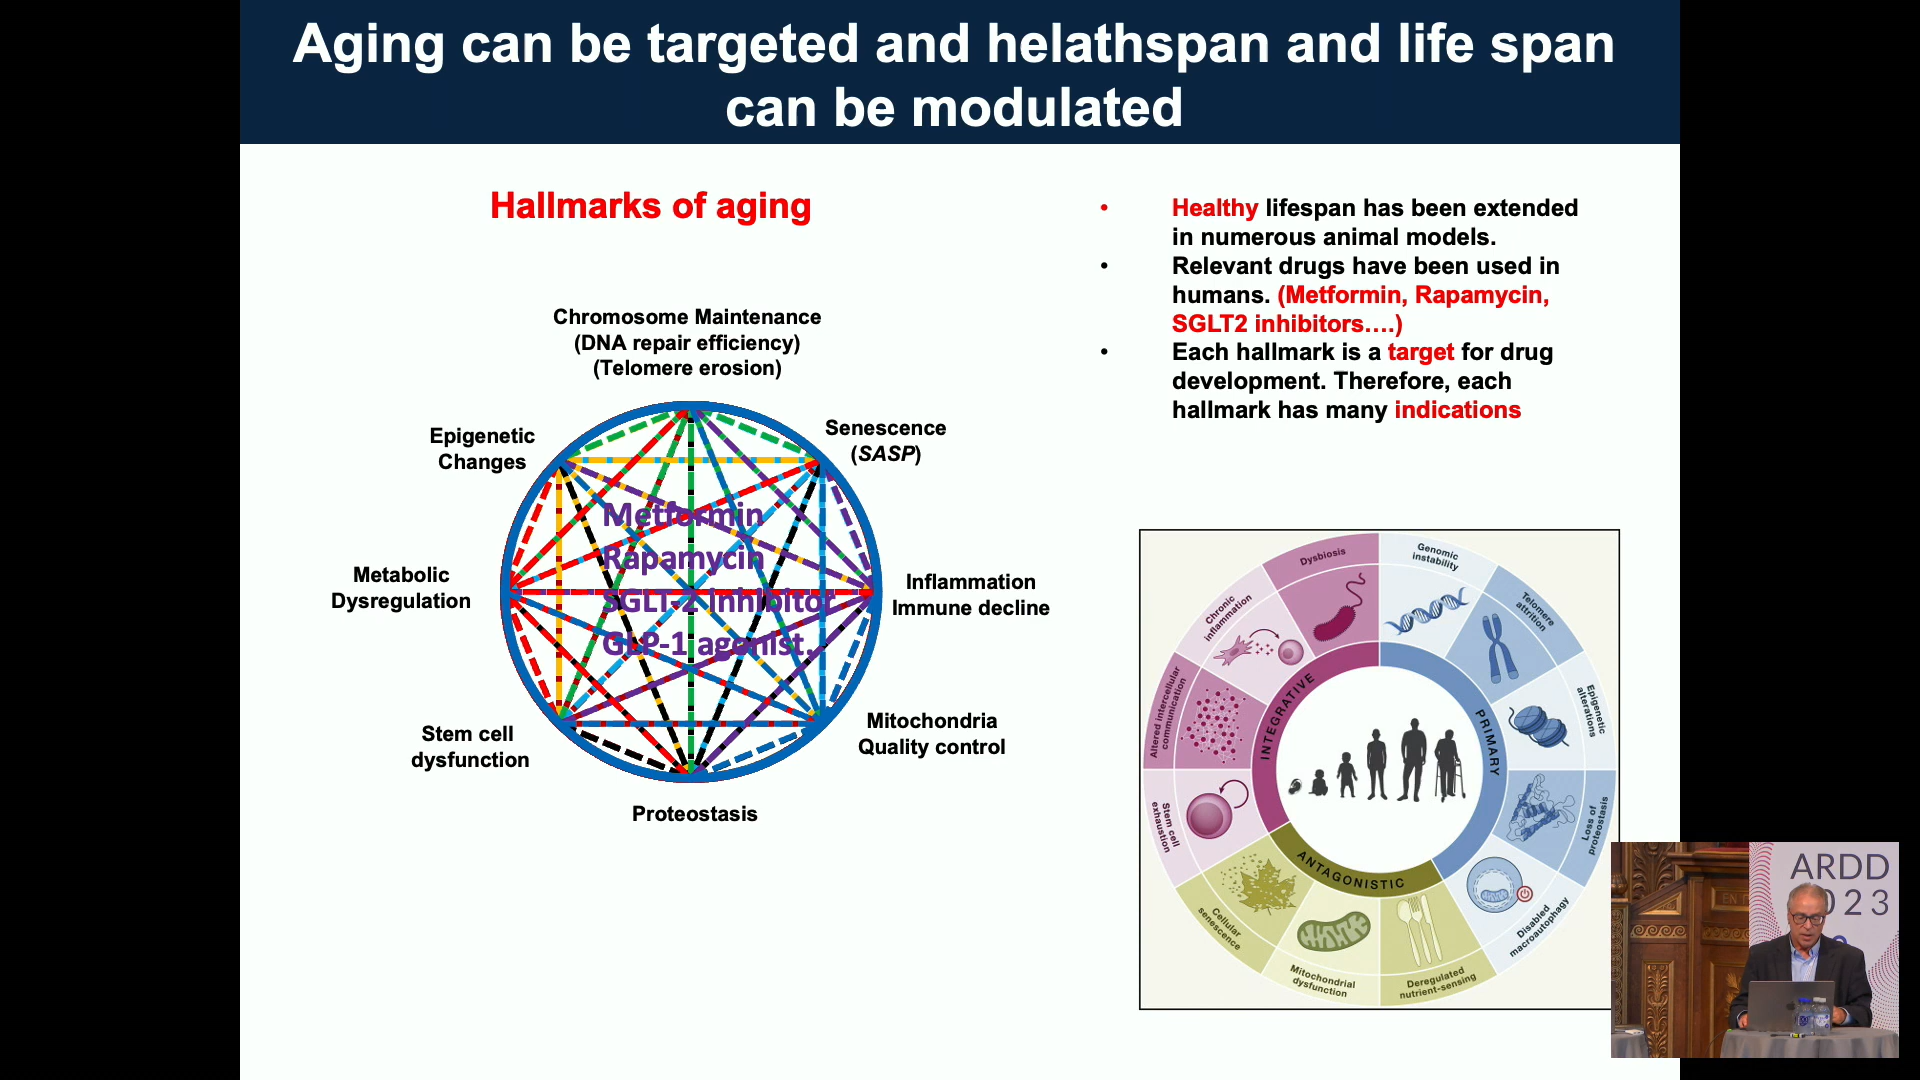 Aging can be targeted and helathspan and life span
can be modulated
Hallmarks of aging
Chromosome Maintenance
(DNA repair efficiency)
(Telomere erosion)
Epigenetic
Changes
Senescence
(SASP)
Metabolic
Dysregulation
Metformin
Rapamycin
SGLT-2 inhibitor
GLP-1 agonist.
Inflammation
Immune decline
Stem cell
dysfunction
Mitochondria
Quality control
Proteostasis
• Healthy lifespan has been extended
in numerous animal models.
• Relevant drugs have been used in
humans. (Metformin, Rapamycin,
SGLT2 inhibitors....)
• Each hallmark is a target for drug
development. Therefore, each
hallmark has many indications
Dysbiosis
Genomic
instability
Telomere
attrition
Epigenetic
alterations
Loss of
proteostasis
Disabled
macroautophagy
Deregulated
nutrient-sensing
Mitochondrial
dysfunction
Cellular
senescence
Stem cell
exhaustion
Altered intercellular
communication
Chronic
inflammation
INTEGRATIVE
PRIMARY
ANTAGONISTIC
ARDD
2023